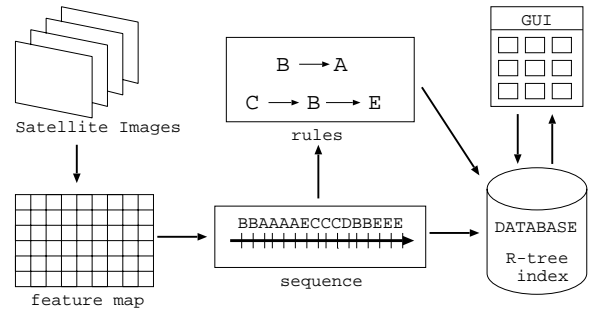 GUI
B → A
C → B → E
Satellite Images
rules
BBAAAAECCCDBBEEE
DATABASE
R-tree
index
sequence
feature map